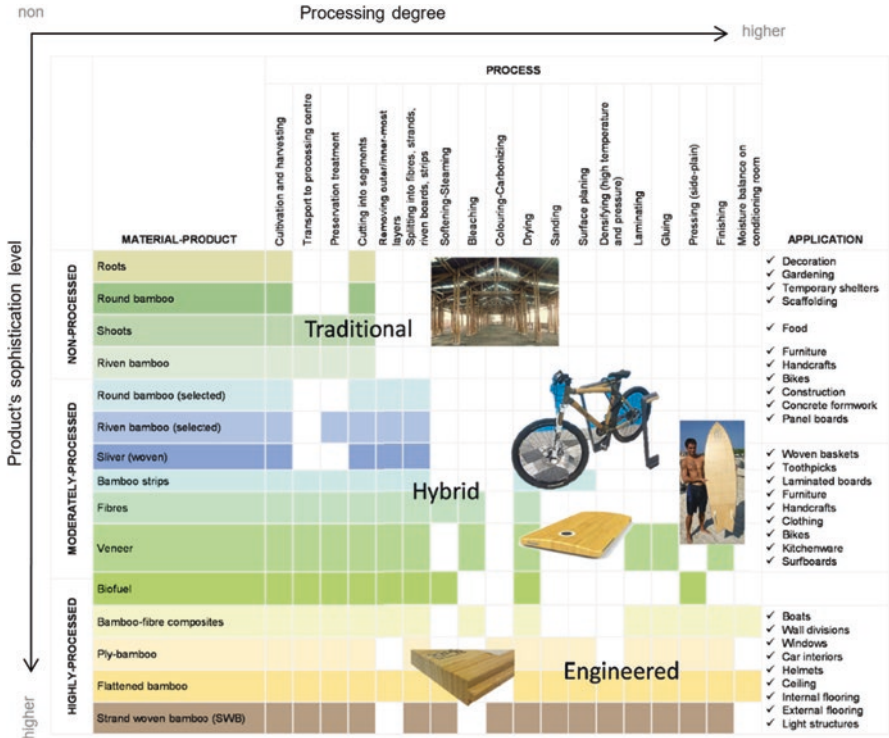 non
Processing degree
higher
Product's sophistication level
higher
PROCESS
MATERIAL-PRODUCT
Cultivation and harvesting
Transport to processing centre
Preservation treatment
Cutting into segments
Removing outer/inner-most
layers
Splitting into fibres, strands,
riven boards, strips
Softening-Steaming
Bleaching
Colouring-Carbonizing
Drying
Sanding
Surface planing
Densifying (high temperature
and pressure)
Laminating
Gluing
Pressing (side-plain)
Finishing
Moisture balance on
conditioning room
APPLICATION
NON-PROCESSED
Roots
Round bamboo
Shoots
Riven bamboo
Traditional
✓ Decoration
✓ Gardening
✓ Temporary shelters
✓ Scaffolding
✓ Food
✓ Furniture
✓ Handcrafts
✓ Bikes
✓ Construction
✓ Concrete formwork
✓ Panel boards
MODERATELY-PROCESSED
Round bamboo (selected)
Riven bamboo (selected)
Sliver (woven)
Bamboo strips
Fibres
Veneer
Hybrid
✓ Woven baskets
✓ Toothpicks
✓ Laminated boards
✓ Furniture
✓ Handcrafts
✓ Clothing
✓ Bikes
✓ Kitchenware
✓ Surfboards
HIGHLY-PROCESSED
Biofuel
Bamboo-fibre composites
Ply-bamboo
Flattened bamboo
Strand woven bamboo (SWB)
Engineered
✓ Boats
✓ Wall divisions
✓ Windows
✓ Car interiors
✓ Helmets
✓ Ceiling
✓ Internal flooring
✓ External flooring
✓ Light structures